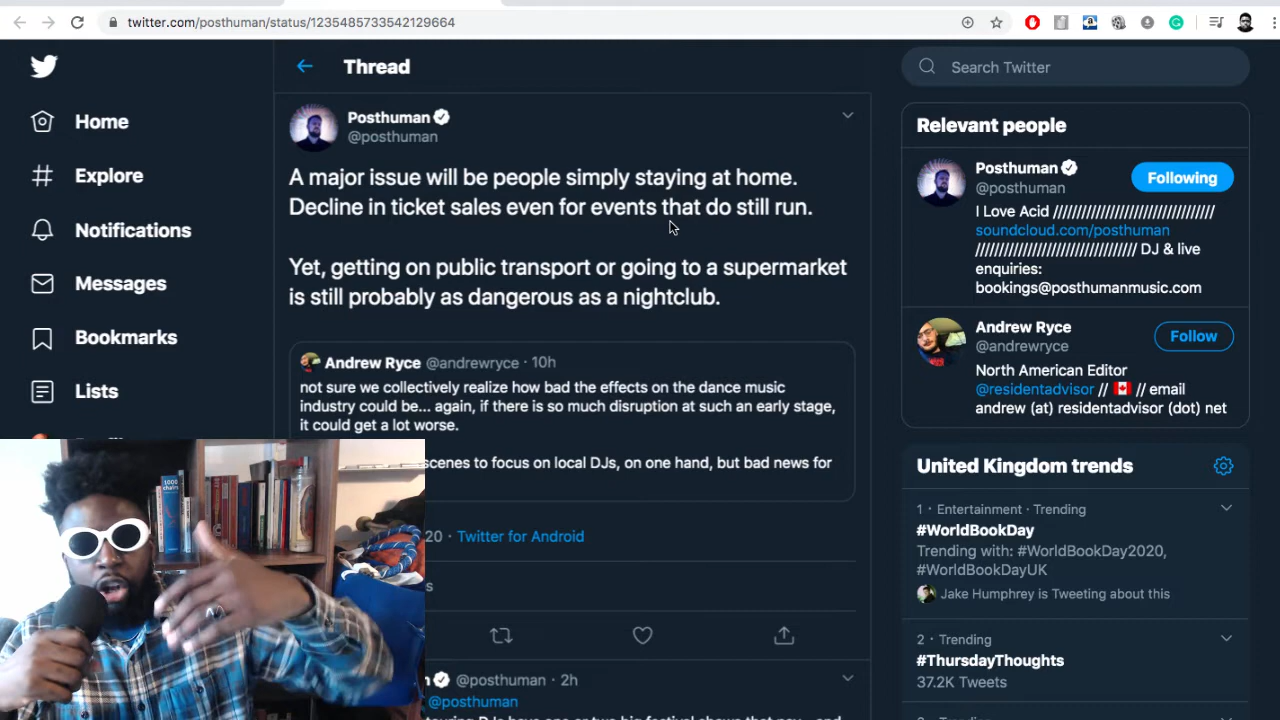 twitter.com/posthuman/status/1235485733542129664
Home
Explore
Notifications
Messages
Bookmarks
Lists
Thread
Posthuman
@posthuman
A major issue will be people simply staying at home.
Decline in ticket sales even for events that do still run.
Yet, getting on public transport or going to a supermarket
is still probably as dangerous as a nightclub.
Andrew Ryce @andrewryce · 10h
not sure we collectively realize how bad the effects on the dance music
industry could be... again, if there is so much disruption at such an early stage,
it could get a lot worse.
scenes to focus on local DJs, on one hand, but bad news for
20 · Twitter for Android
@posthuman · 2h
@posthuman
Search Twitter
Relevant people
Posthuman
@posthuman
Following
I Love Acid //////////////////////////////////
soundcloud.com/posthuman
////////////////////////////////// DJ & live
enquiries:
bookings@posthumanmusic.com
Andrew Ryce
@andrewryce
Follow
North American Editor
@residentadvisor // 🇨🇦 // email
andrew (at) residentadvisor (dot) net
United Kingdom trends
1 · Entertainment · Trending
#WorldBookDay
Trending with: #WorldBookDay2020,
#WorldBookDayUK
Jake Humphrey is Tweeting about this
2 · Trending
#ThursdayThoughts
37.2K Tweets
1000
chairs